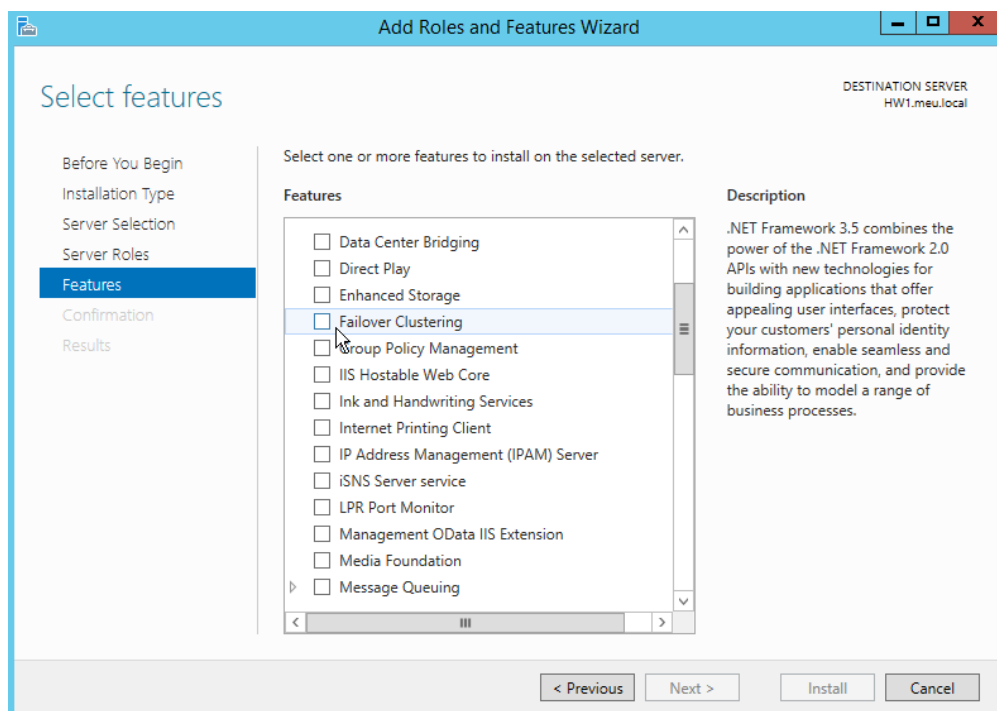 Add Roles and Features Wizard
X
Select features
DESTINATION SERVER
HW1.meu.local
Before You Begin
Installation Type
Server Selection
Server Roles
Features
Confirmation
Results
Select one or more features to install on the selected server.
Features
Data Center Bridging
Direct Play
Enhanced Storage
Failover Clustering
Group Policy Management
IIS Hostable Web Core
Ink and Handwriting Services
Internet Printing Client
IP Address Management (IPAM) Server
iSNS Server service
LPR Port Monitor
Management OData IIS Extension
Media Foundation
Message Queuing
Description
.NET Framework 3.5 combines the
power of the .NET Framework 2.0
APIs with new technologies for
building applications that offer
appealing user interfaces, protect
your customers' personal identity
information, enable seamless and
secure communication, and provide
the ability to model a range of
business processes.
< Previous
Next >
Install
Cancel